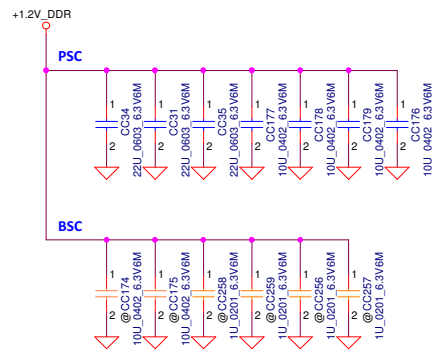 +1.2V_DDR
PSC
1
2
CC34
22U_0603_6.3V6M
1
2
CC31
22U_0603_6.3V6M
1
2
CC35
22U_0603_6.3V6M
1
2
CC177
10U_0402_6.3V6M
1
2
CC178
10U_0402_6.3V6M
1
2
CC179
10U_0402_6.3V6M
1
2
CC176
10U_0402_6.3V6M
BSC
1
2
@CC174
10U_0402_6.3V6M
1
2
@CC175
10U_0402_6.3V6M
1
2
@CC258
1U_0201_6.3V6M
1
2
@CC259
1U_0201_6.3V6M
1
2
@CC256
1U_0201_6.3V6M
1
2
@CC257
1U_0201_6.3V6M